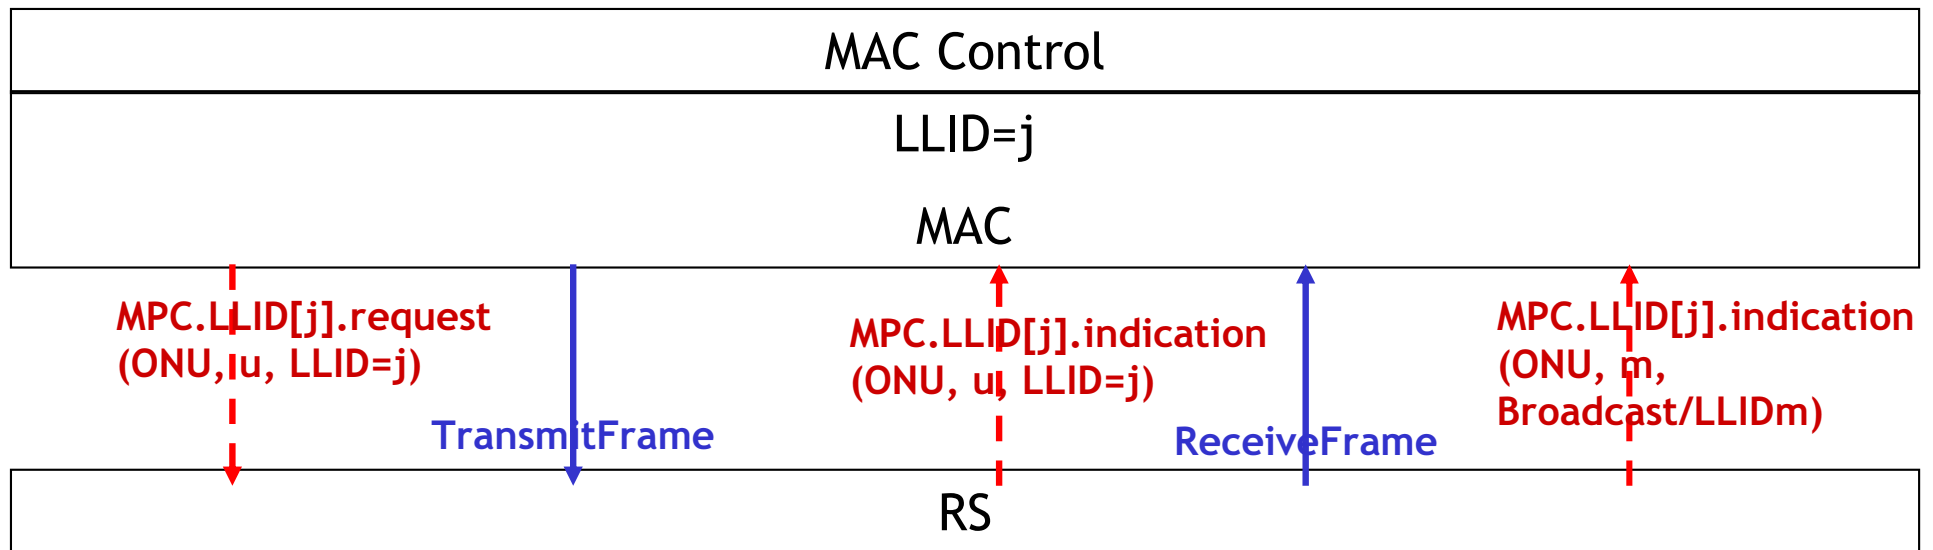 MAC Control
LLID=j
MAC
MPC.LLID[j].request
(ONU, u, LLID=j)
TransmitFrame
MPC.LLID[j].indication
(ONU, u, LLID=j)
ReceiveFrame
MPC.LLID[j].indication
(ONU, m,
Broadcast/LLIDm)
RS